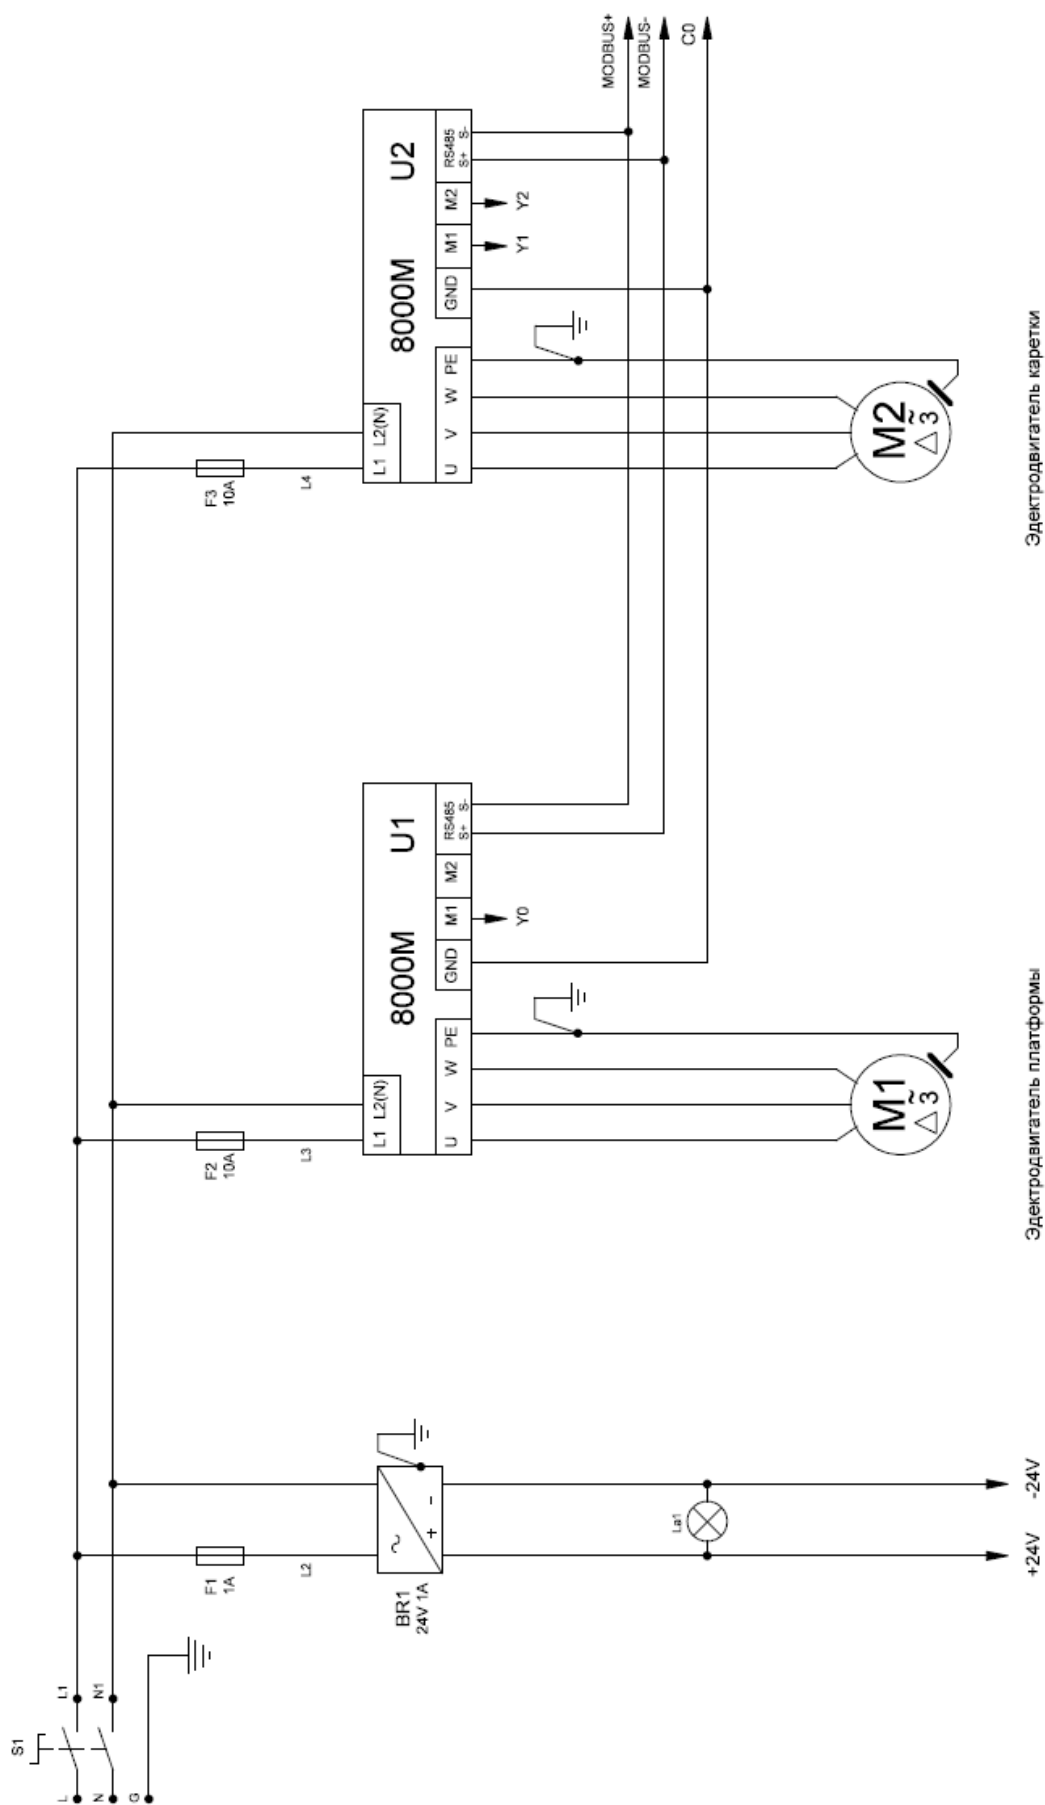 S1
L
N
G
L1
N1
F1
1A
L2
BR1
24V 1A
~
+ -
La1
+24V
-24V
F2
10A
L3
8000M U1
L1 L2(N)
U V W PE
GND
M1
M2
RS485
S+ S-
Y0
M1
~
△ 3
Эдектродвигатель платформы
F3
10A
L4
8000M U2
L1 L2(N)
U V W PE
GND
M1
M2
RS485
S+ S-
Y1
Y2
M2
~
△ 3
Эдектродвигатель каретки
MODBUS+
MODBUS-
C0